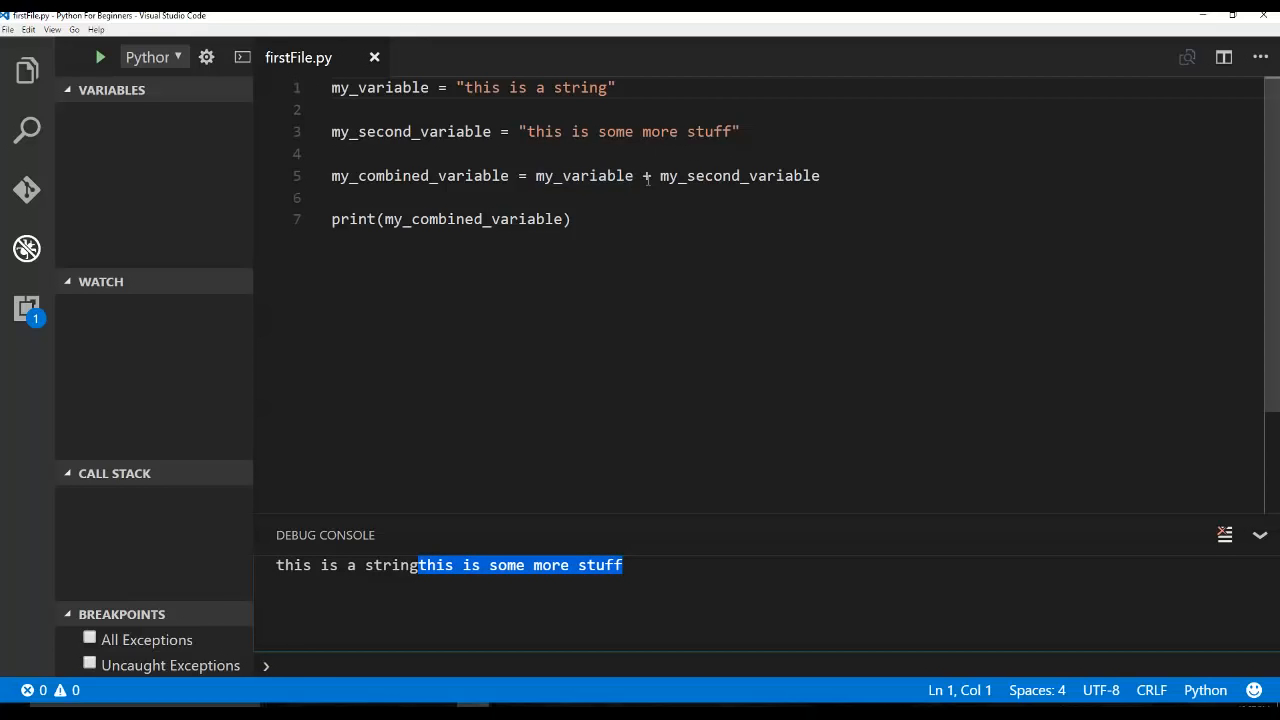 firstFile.py - Python For Beginners - Visual Studio Code
File Edit View Go Help
Python
firstFile.py
VARIABLES
1 my_variable = "this is a string"
2
3 my_second_variable = "this is some more stuff"
4
5 my_combined_variable = my_variable + my_second_variable
6
7 print(my_combined_variable)
WATCH
1
CALL STACK
DEBUG CONSOLE
this is a stringthis is some more stuff
BREAKPOINTS
All Exceptions
Uncaught Exceptions
0 0 Ln 1, Col 1 Spaces: 4 UTF-8 CRLF Python